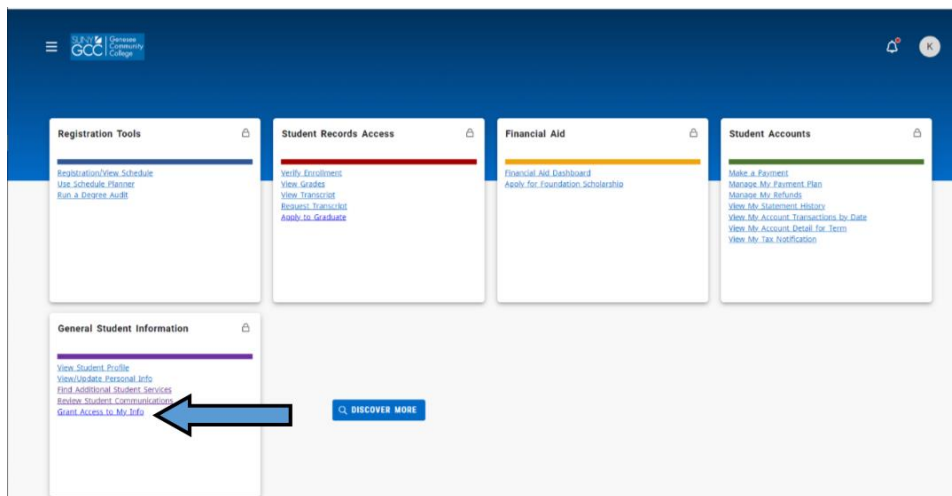 SUNY GCC
Genesee
Community
College
K
Registration Tools
Registration/View Schedule
Use Schedule Planner
Run a Degree Audit
Student Records Access
Verify Enrollment
View Grades
View Transcript
Request Transcript
Apply to Graduate
Financial Aid
Financial Aid Dashboard
Apply for Foundation Scholarship
Student Accounts
Make a Payment
Manage My Payment Plan
Manage My Refunds
View My Statement History
View My Account Transactions by Date
View My Account Detail for Term
View My Tax Notification
General Student Information
View Student Profile
View/Update Personal Info
Find Additional Student Services
Review Student Communications
Grant Access to My Info
DISCOVER MORE